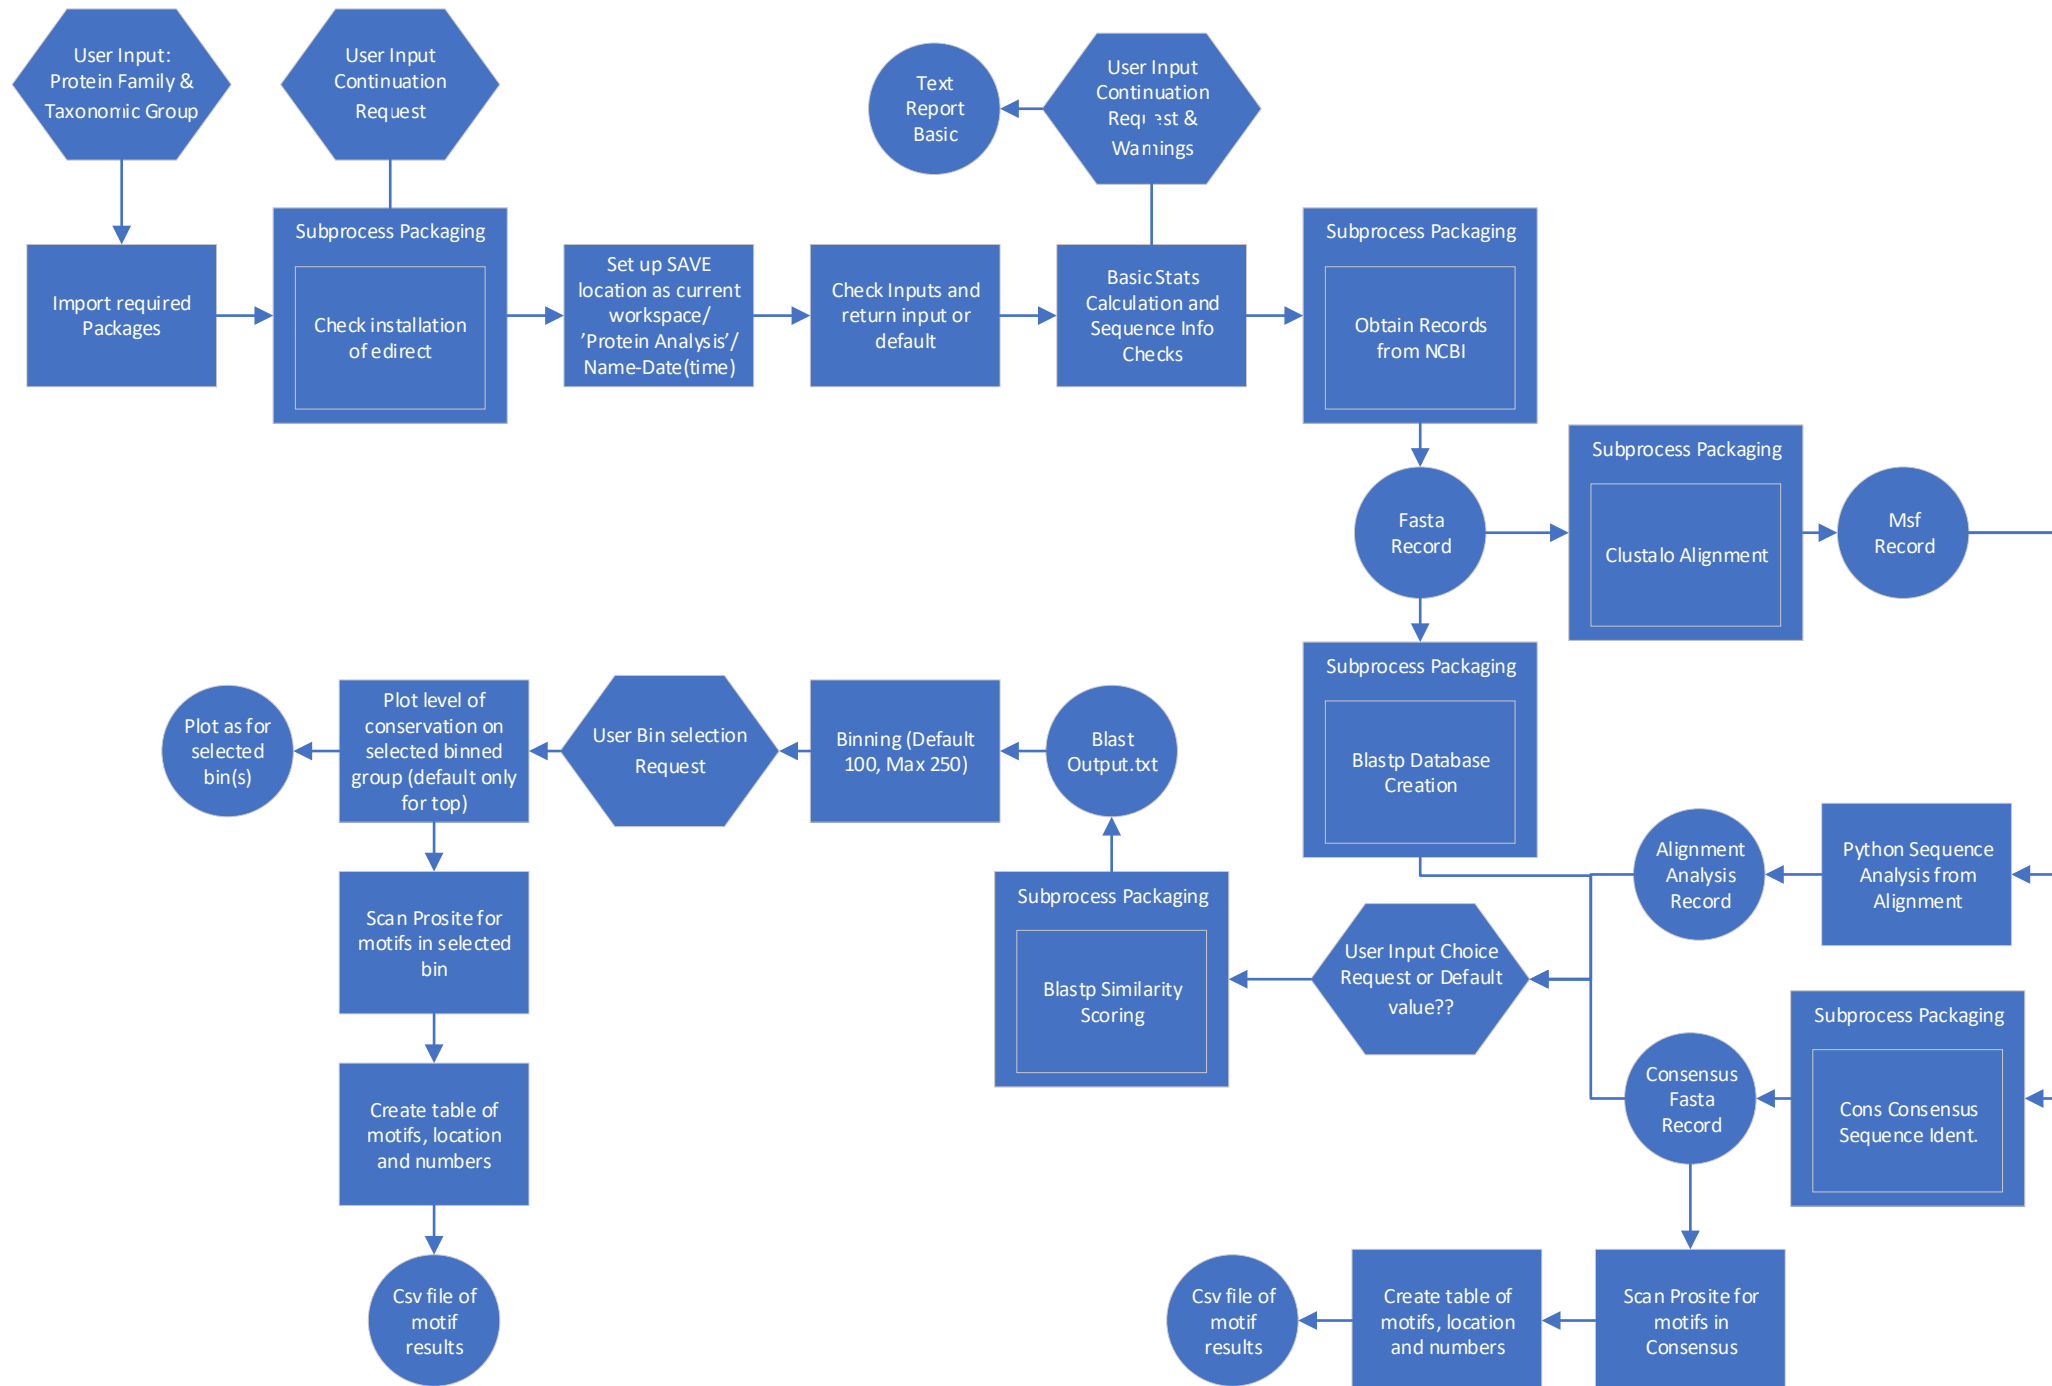 User Input:
Protein Family &
Taxonomic Group
User Input
Continuation
Request
Text
Report
Basic
User Input
Continuation
Request &
Warnings
Import required
Packages
Subprocess Packaging
Check installation
of edirect
Set up SAVE
location as current
workspace/
’Protein Analysis’/
Name-Date(time)
Check Inputs and
return input or
default
Basic Stats
Calculation and
Sequence Info
Checks
Subprocess Packaging
Obtain Records
from NCBI
Fasta
Record
Subprocess Packaging
Clustalo Alignment
Msf
Record
Plot as for
selected
bin(s)
Plot level of
conservation on
selected binned
group (default only
for top)
User Bin selection
Request
Binning (Default
100, Max 250)
Blast
Output.txt
Subprocess Packaging
Blastp Database
Creation
Alignment
Analysis
Record
Python Sequence
Analysis from
Alignment
Scan Prosite for
motifs in selected
bin
Subprocess Packaging
Blastp Similarity
Scoring
User Input Choice
Request or Default
value??
Subprocess Packaging
Cons Consensus
Sequence Ident.
Consensus
Fasta
Record
Create table of
motifs, location
and numbers
Csv file of
motif
results
Csv file of
motif
results
Create table of
motifs, location
and numbers
Scan Prosite for
motifs in
Consensus